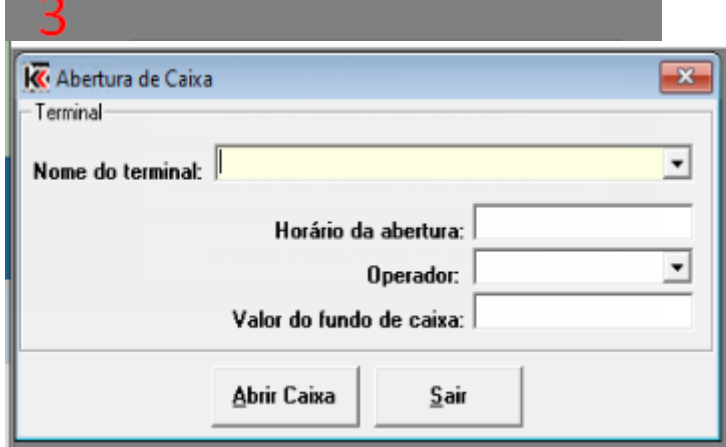 3
Abertura de Caixa
Terminal
Nome do terminal:
Horário da abertura:
Operador:
Valor do fundo de caixa:
Abrir Caixa Sair